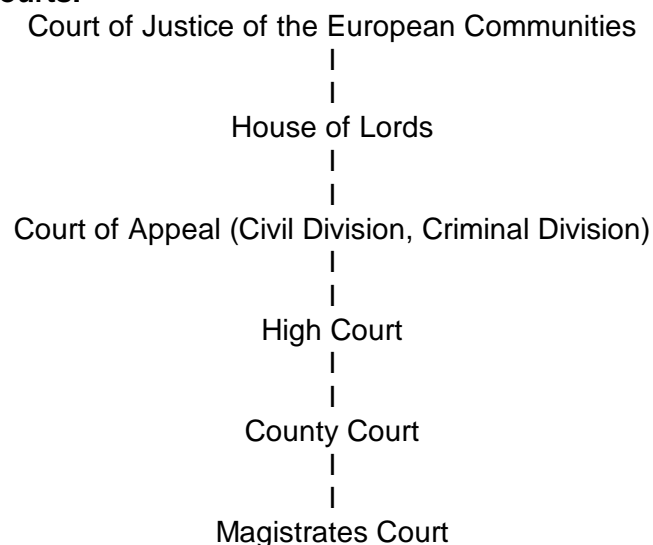 ourts.
Court of Justice of the European Communities
I
I
House of Lords
I
I
Court of Appeal (Civil Division, Criminal Division)
I
I
High Court
I
I
County Court
I
I
Magistrates Court